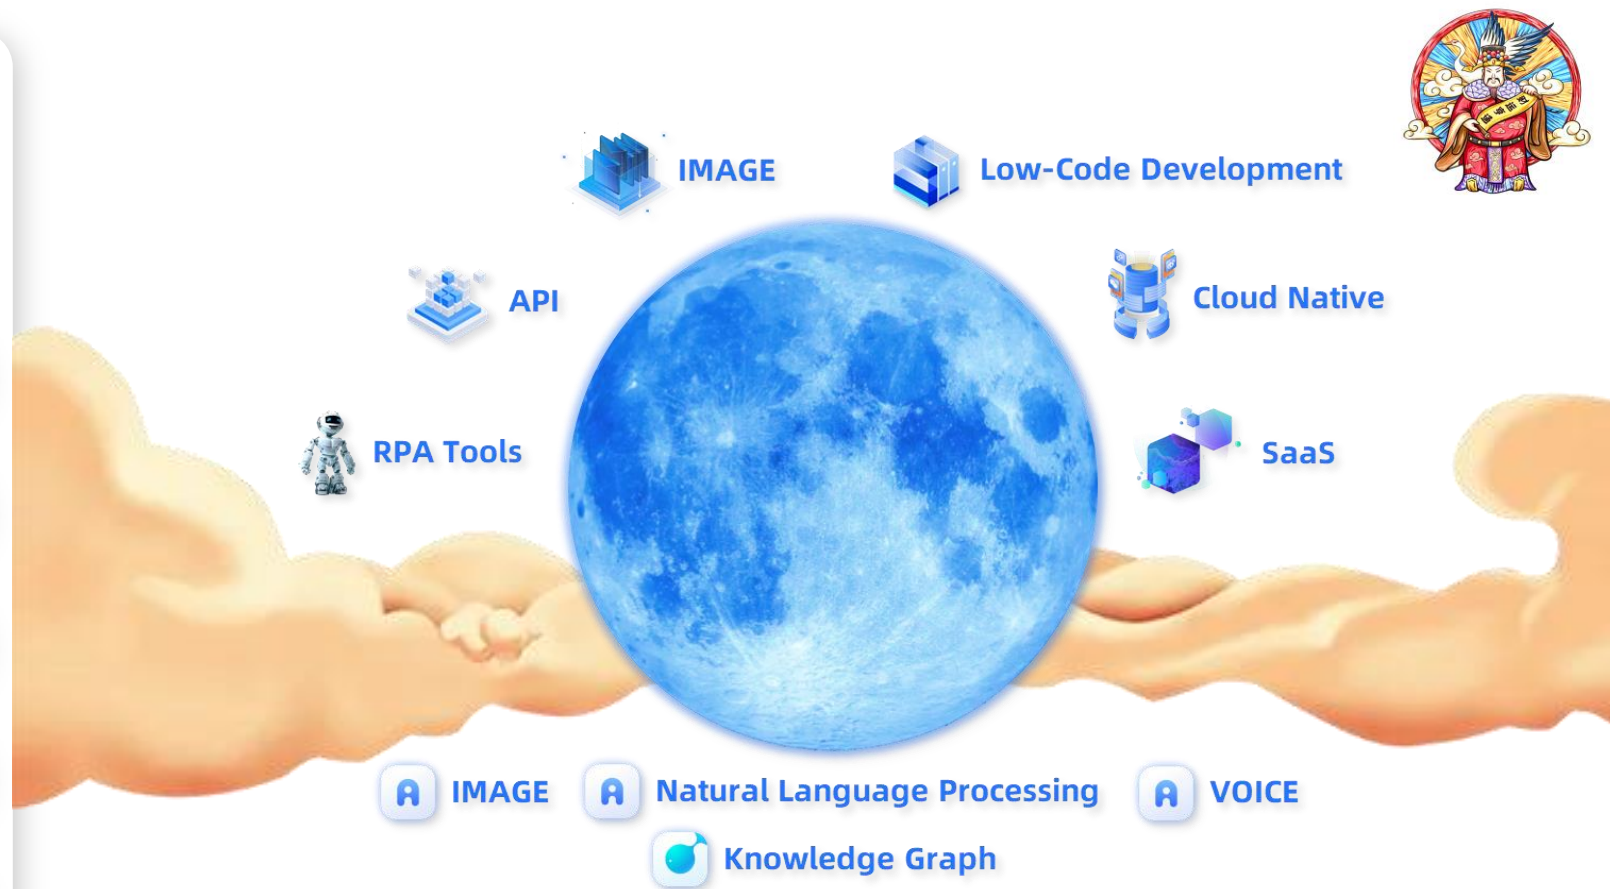 IMAGE
Low-Code Development
API
Cloud Native
RPA Tools
SaaS
IMAGE
Natural Language Processing
VOICE
Knowledge Graph